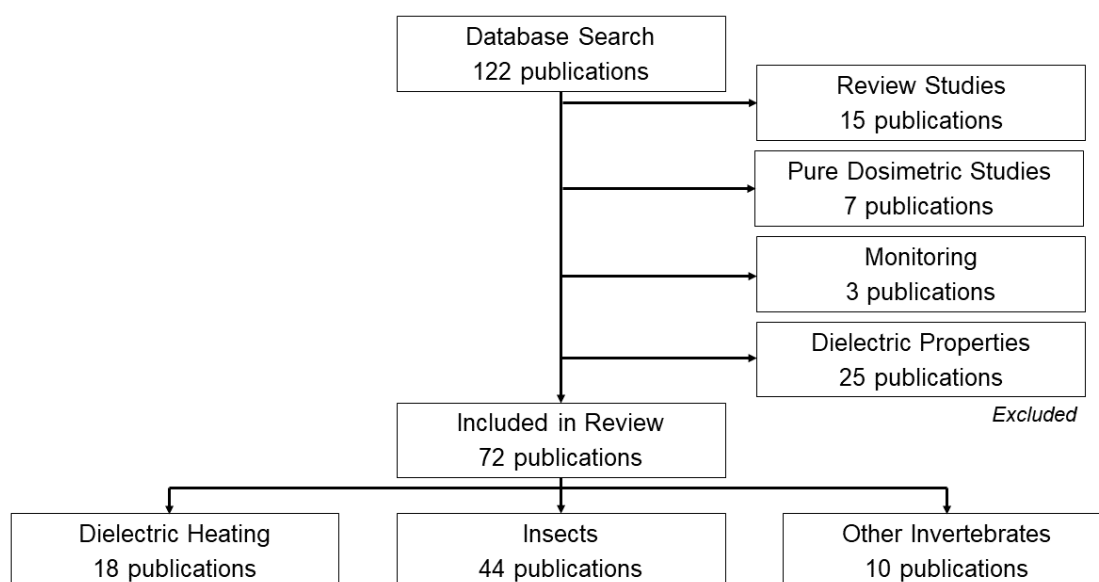 Database Search
122 publications
Review Studies
15 publications
Pure Dosimetric Studies
7 publications
Monitoring
3 publications
Dielectric Properties
25 publications
Excluded
Included in Review
72 publications
Dielectric Heating
18 publications
Insects
44 publications
Other Invertebrates
10 publications